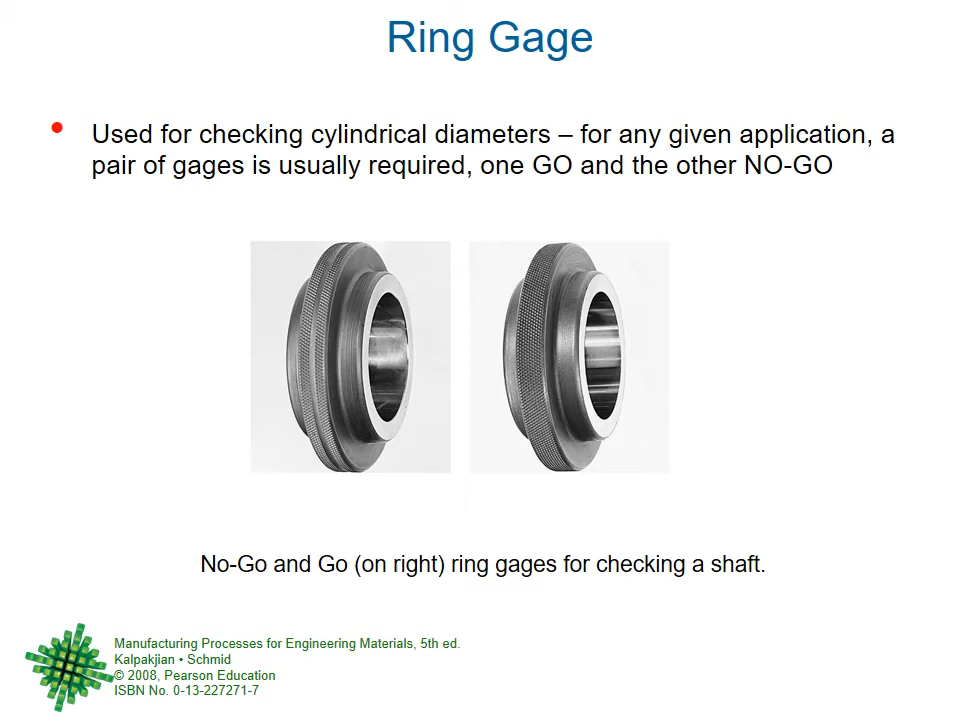 Ring Gage
• Used for checking cylindrical diameters – for any given application, a
pair of gages is usually required, one GO and the other NO-GO
No-Go and Go (on right) ring gages for checking a shaft.
Manufacturing Processes for Engineering Materials, 5th ed.
Kalpakjian • Schmid
© 2008, Pearson Education
ISBN No. 0-13-227271-7